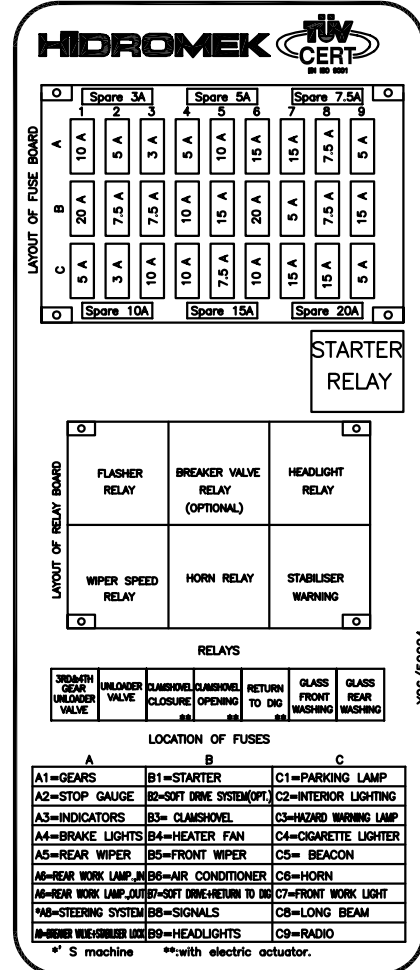 HIDROMEK
TÜV
CERT
EN ISO 9001
LAYOUT OF FUSE BOARD
Spare 3A Spare 5A Spare 7.5A
1 2 3 4 5 6 7 8 9
A 10 A 5 A 3 A 5 A 10 A 15 A 15 A 7.5 A 5 A
B 20 A 7.5 A 7.5 A 10 A 15 A 20 A 5 A 7.5 A 15 A
C 5 A 3 A 10 A 10 A 7.5 A 10 A 15 A 15 A 5 A
Spare 10A Spare 15A Spare 20A
STARTER
RELAY
LAYOUT OF RELAY BOARD
FLASHER
RELAY
BREAKER VALVE
RELAY
(OPTIONAL)
HEADLIGHT
RELAY
WIPER SPEED
RELAY
HORN RELAY
STABILISER
WARNING
RELAYS
3RD&4TH
GEAR
UNLOADER
VALVE
UNLOADER
VALVE
CLAMSHOVEL
CLOSURE
**
CLAMSHOVEL
OPENING
**
RETURN
TO DIG
**
GLASS
FRONT
WASHING
GLASS
REAR
WASHING
LOCATION OF FUSES
A B C
A1=GEARS B1=STARTER C1=PARKING LAMP
A2=STOP GAUGE B2=SOFT DRIVE SYSTEM(OPT.) C2=INTERIOR LIGHTING
A3=INDICATORS B3= CLAMSHOVEL C3=HAZARD WARNING LAMP
A4=BRAKE LIGHTS B4=HEATER FAN C4=CIGARETTE LIGHTER
A5=REAR WIPER B5=FRONT WIPER C5= BEACON
A6=REAR WORK LAMP.,IN B6=AIR CONDITIONER C6=HORN
A6=REAR WORK LAMP.,OUT B7=SOFT DRIVE+RETURN TO DIG C7=FRONT WORK LIGHT
*A8=STEERING SYSTEM B8=SIGNALS C8=LONG BEAM
A9=BREAKER VALVE+STABILISER LOCK B9=HEADLIGHTS C9=RADIO
*' S machine **:with electric actuator.